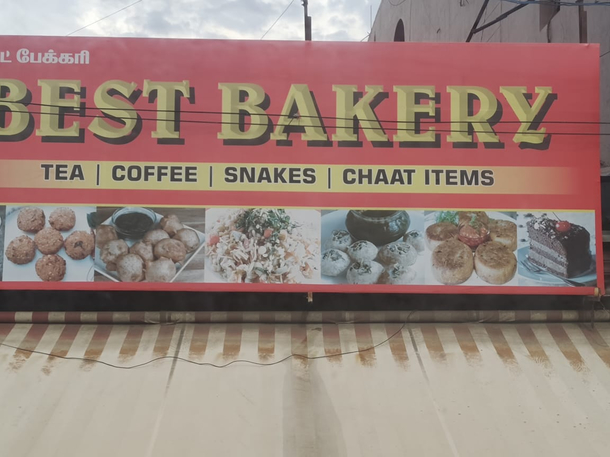 பேக்கரி
BEST BAKERY
TEA | COFFEE | SNAKES | CHAAT ITEMS